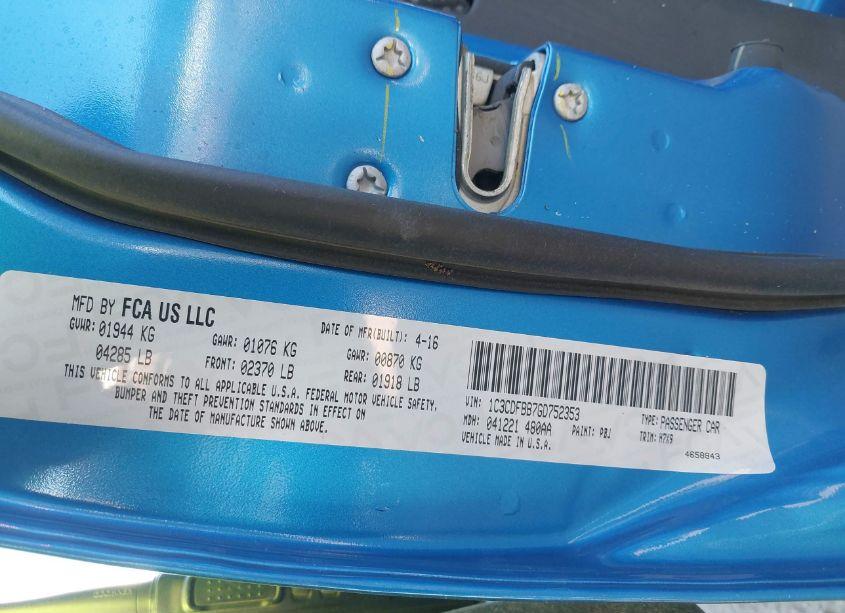 MFD BY FCA US LLC
DATE OF MFR(BUILT): 4-16
GVWR: 01944 KG
GAWR: 01076 KG
GAWR: 00870 KG
04285 LB
FRONT: 02370 LB
REAR: 01918 LB
THIS VEHICLE CONFORMS TO ALL APPLICABLE U.S.A. FEDERAL MOTOR VEHICLE SAFETY,
BUMPER AND THEFT PREVENTION STANDARDS IN EFFECT ON
THE DATE OF MANUFACTURE SHOWN ABOVE.
VIN: 1C3CDFBB7GD752353
TYPE: PASSENGER CAR
MDH: 041221 480AA
PAINT: PBJ
TRIM: H7X9
VEHICLE MADE IN U.S.A.
4658843